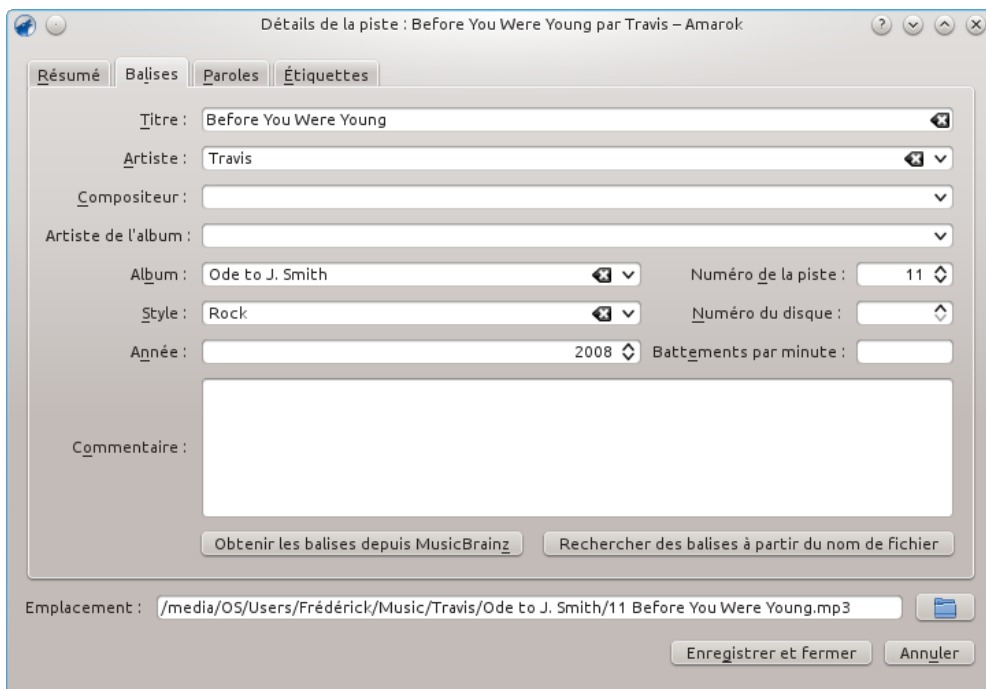 Détails de la piste : Before You Were Young par Travis – Amarok
Résumé Balises Paroles Étiquettes
Titre : Before You Were Young
Artiste : Travis
Compositeur :
Artiste de l'album :
Album : Ode to J. Smith Numéro de la piste : 11
Style : Rock Numéro du disque :
Année : 2008 Battements par minute :
Commentaire :
Obtenir les balises depuis MusicBrainz Rechercher des balises à partir du nom de fichier
Emplacement : /media/OS/Users/Frédérick/Music/Travis/Ode to J. Smith/11 Before You Were Young.mp3
Enregistrer et fermer Annuler